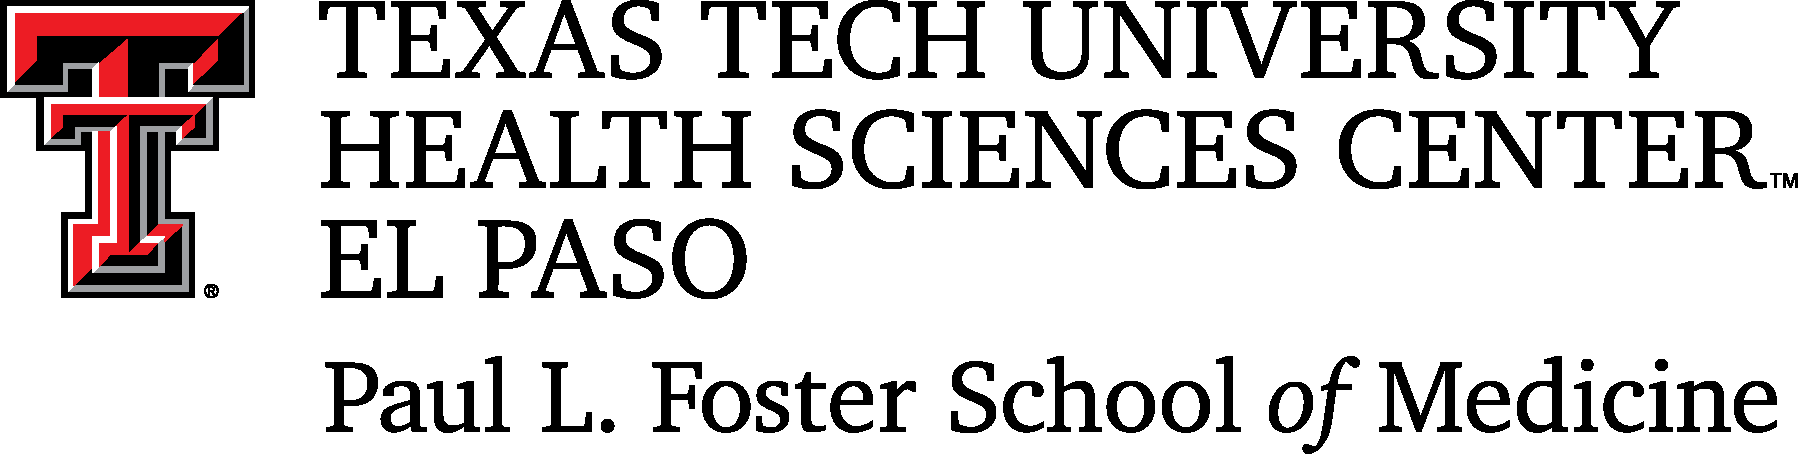 TEXAS TECH UNIVERSITY
HEALTH SCIENCES CENTER™
EL PASO
®
Paul L. Foster School of Medicine